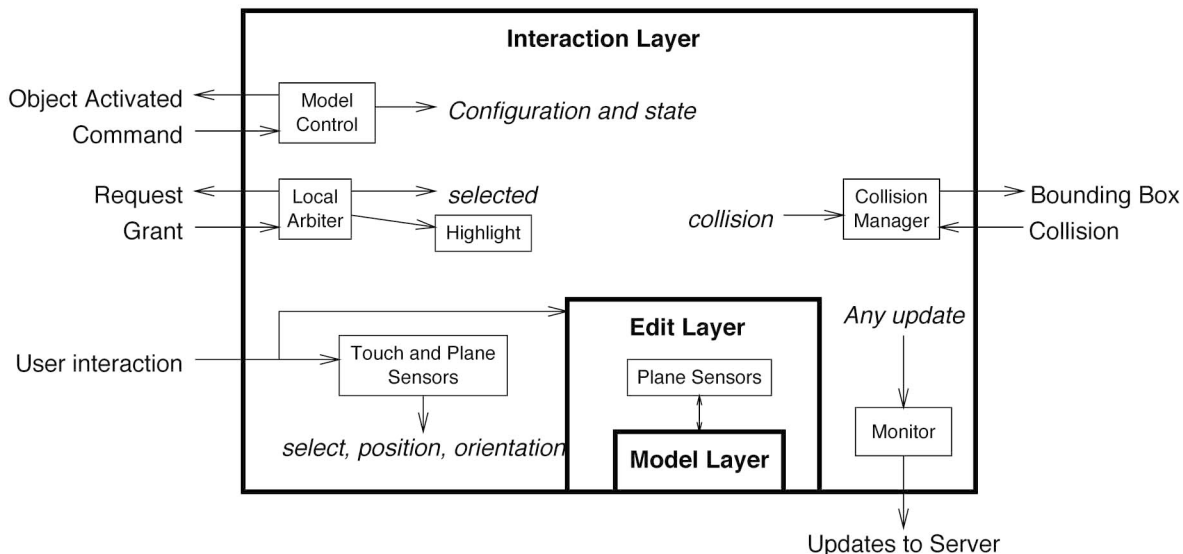 Interaction Layer
Object Activated
Command
Model
Control
Configuration and state
Request
Grant
Local
Arbiter
selected
Highlight
collision
Collision
Manager
Bounding Box
Collision
User interaction
Touch and Plane
Sensors
select, position, orientation
Edit Layer
Plane Sensors
Model Layer
Any update
Monitor
Updates to Server